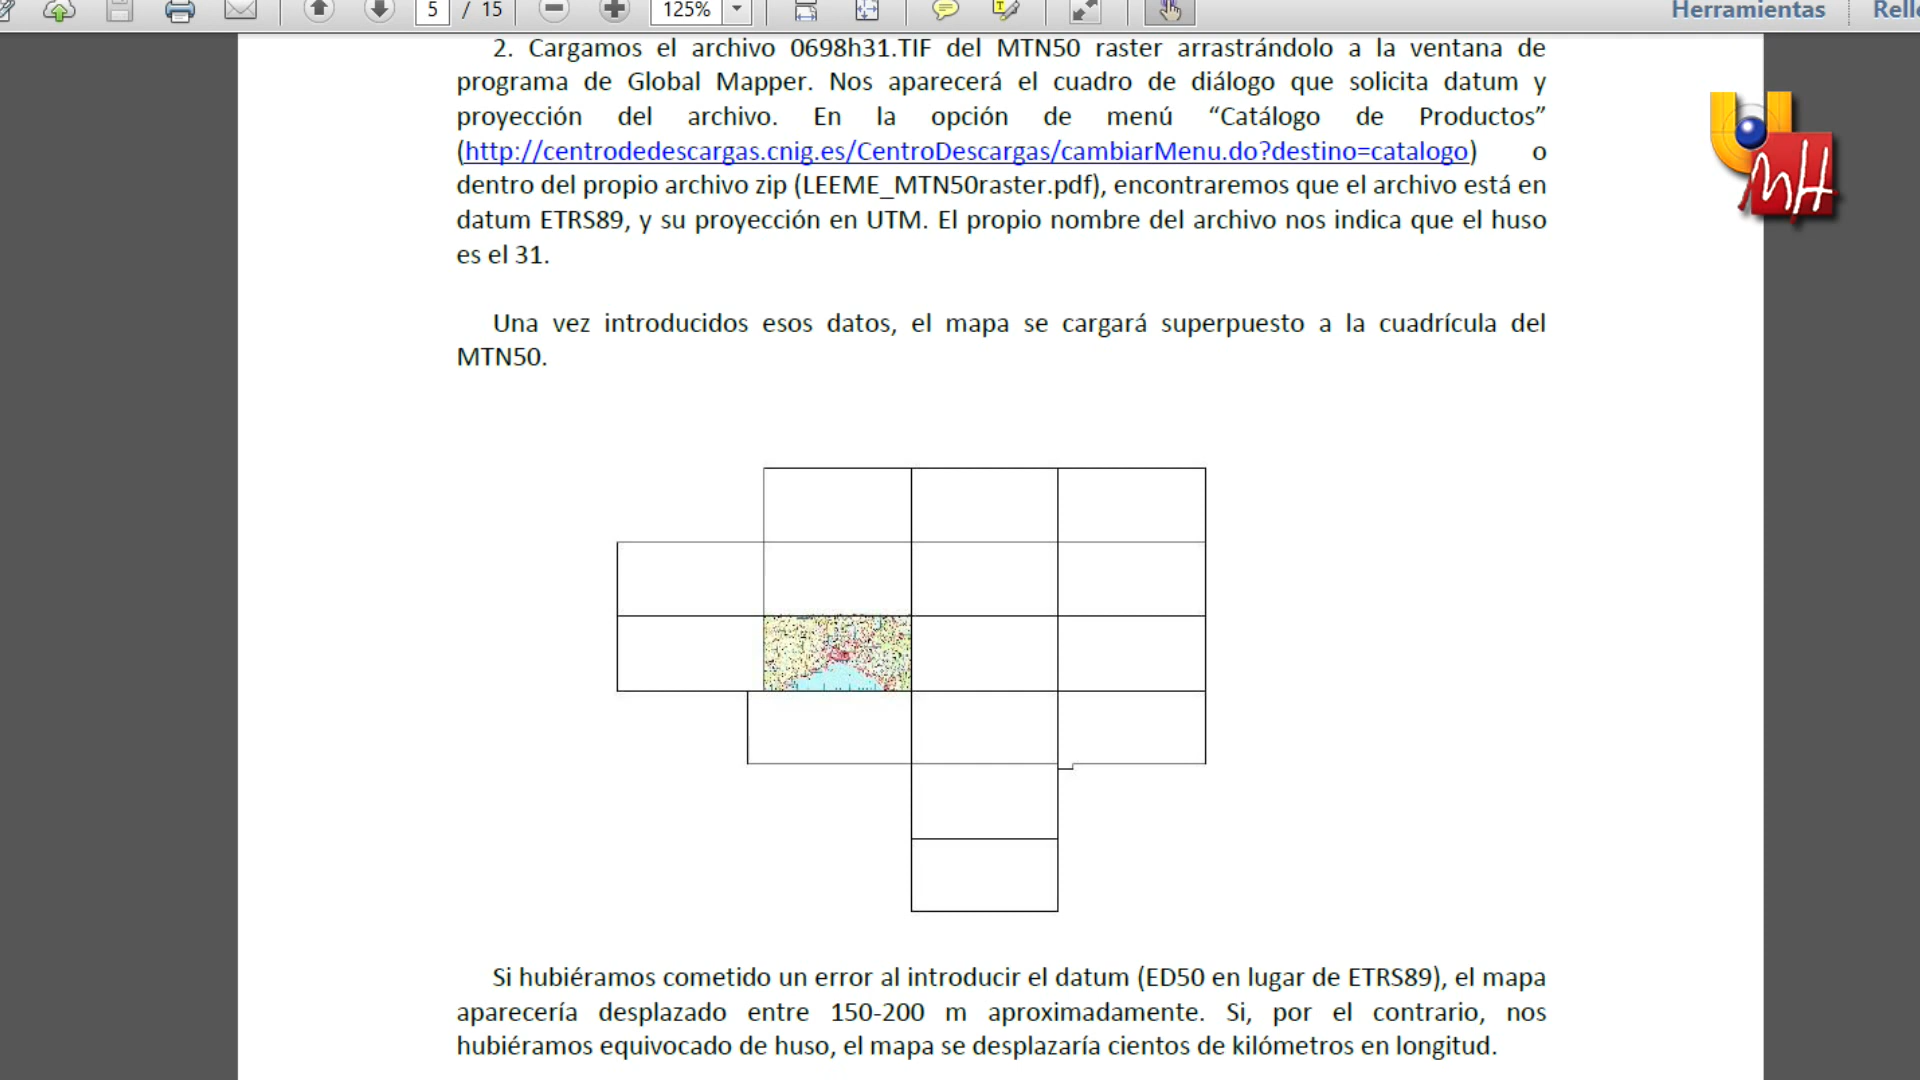 5 / 15
125%
Herramientas
2. Cargamos el archivo 0698h31.TIF del MTN50 raster arrastrándolo a la ventana de
programa de Global Mapper. Nos aparecerá el cuadro de diálogo que solicita datum y
proyección del archivo. En la opción de menú “Catálogo de Productos”
(http://centrodedescargas.cnig.es/CentroDescargas/cambiarMenu.do?destino=catalogo) o
dentro del propio archivo zip (LEEME_MTN50raster.pdf), encontraremos que el archivo está en
datum ETRS89, y su proyección en UTM. El propio nombre del archivo nos indica que el huso
es el 31.
Una vez introducidos esos datos, el mapa se cargará superpuesto a la cuadrícula del
MTN50.
Si hubiéramos cometido un error al introducir el datum (ED50 en lugar de ETRS89), el mapa
aparecería desplazado entre 150-200 m aproximadamente. Si, por el contrario, nos
hubiéramos equivocado de huso, el mapa se desplazaría cientos de kilómetros en longitud.